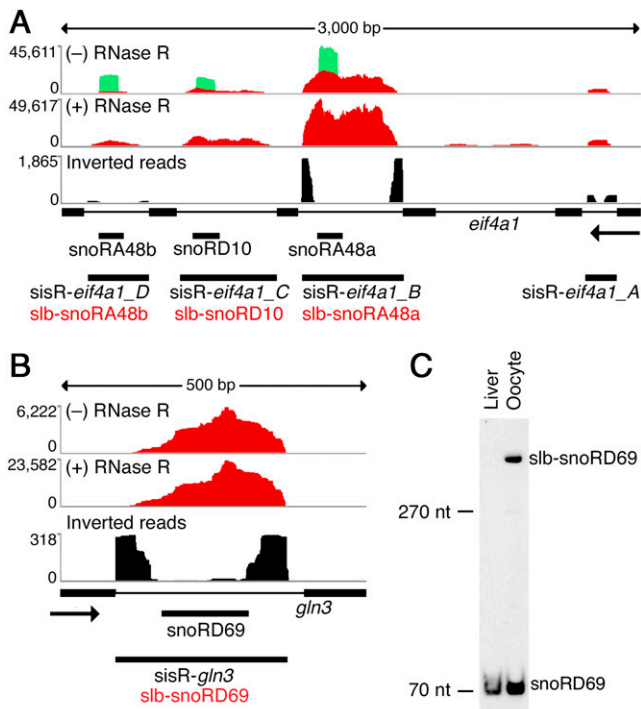 A
3,000 bp
45,611
0
(–) RNase R
49,617
0
(+) RNase R
Inverted reads
1,865
0
eif4a1
snoRA48b
snoRD10
snoRA48a
sisR-eif4a1_D
sisR-eif4a1_C
sisR-eif4a1_B
sisR-eif4a1_A
slb-snoRA48b
slb-snoRD10
slb-snoRA48a
B
500 bp
6,222
0
(–) RNase R
23,582
0
(+) RNase R
Inverted reads
318
0
gln3
snoRD69
sisR-gln3
slb-snoRD69
C
Liver
Oocyte
slb-snoRD69
270 nt
70 nt
snoRD69